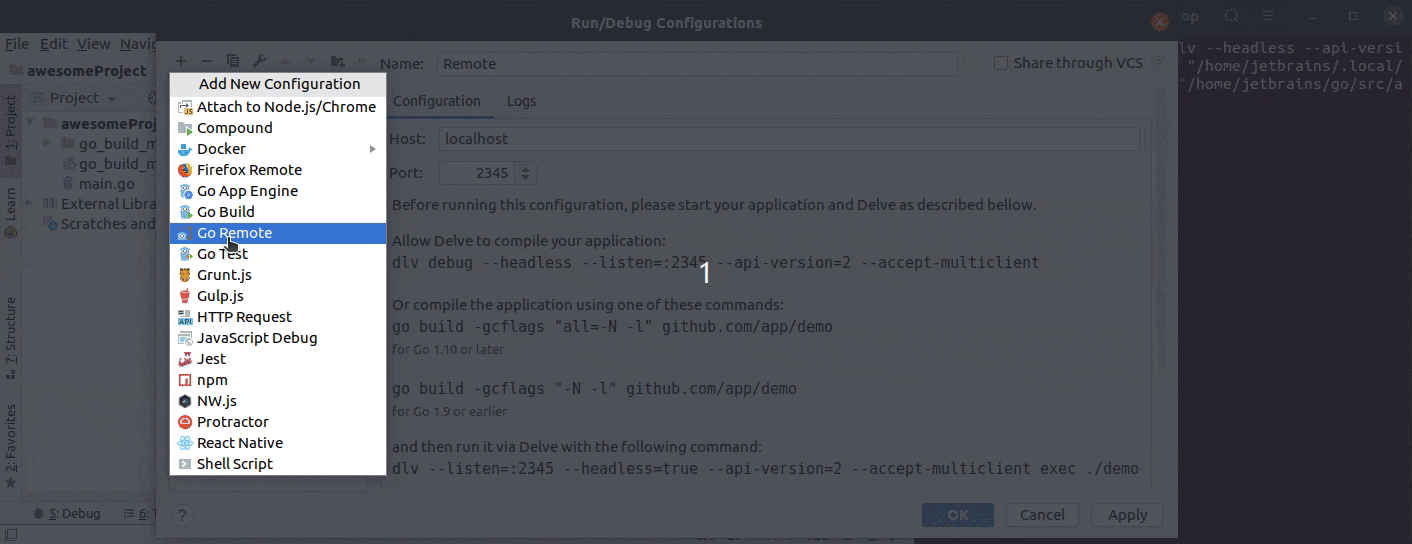 Run/Debug Configurations
op
File Edit View Navig
awesomeProject
Project
1: Project
Learn
7: Structure
2: Favorites
awesomeProj
go_build_m
go_build_m
main.go
External Libra
Scratches and
5: Debug
6:
Add New Configuration
Attach to Node.js/Chrome
Compound
Docker
Firefox Remote
Go App Engine
Go Build
Go Remote
Go Test
Grunt.js
Gulp.js
HTTP Request
JavaScript Debug
Jest
npm
NW.js
Protractor
React Native
Shell Script
Name: Remote
Share through VCS
Configuration Logs
Host: localhost
Port: 2345
Before running this configuration, please start your application and Delve as described bellow.
Allow Delve to compile your application:
dlv debug --headless --listen=:2345 --api-version=2 --accept-multiclient
1
Or compile the application using one of these commands:
go build -gcflags "all=-N -l" github.com/app/demo
for Go 1.10 or later
go build -gcflags "-N -l" github.com/app/demo
for Go 1.9 or earlier
and then run it via Delve with the following command:
dlv --listen=:2345 --headless=true --api-version=2 --accept-multiclient exec ./demo
OK Cancel Apply
lv --headless --api-versi
"/home/jetbrains/.local/
"/home/jetbrains/go/src/a